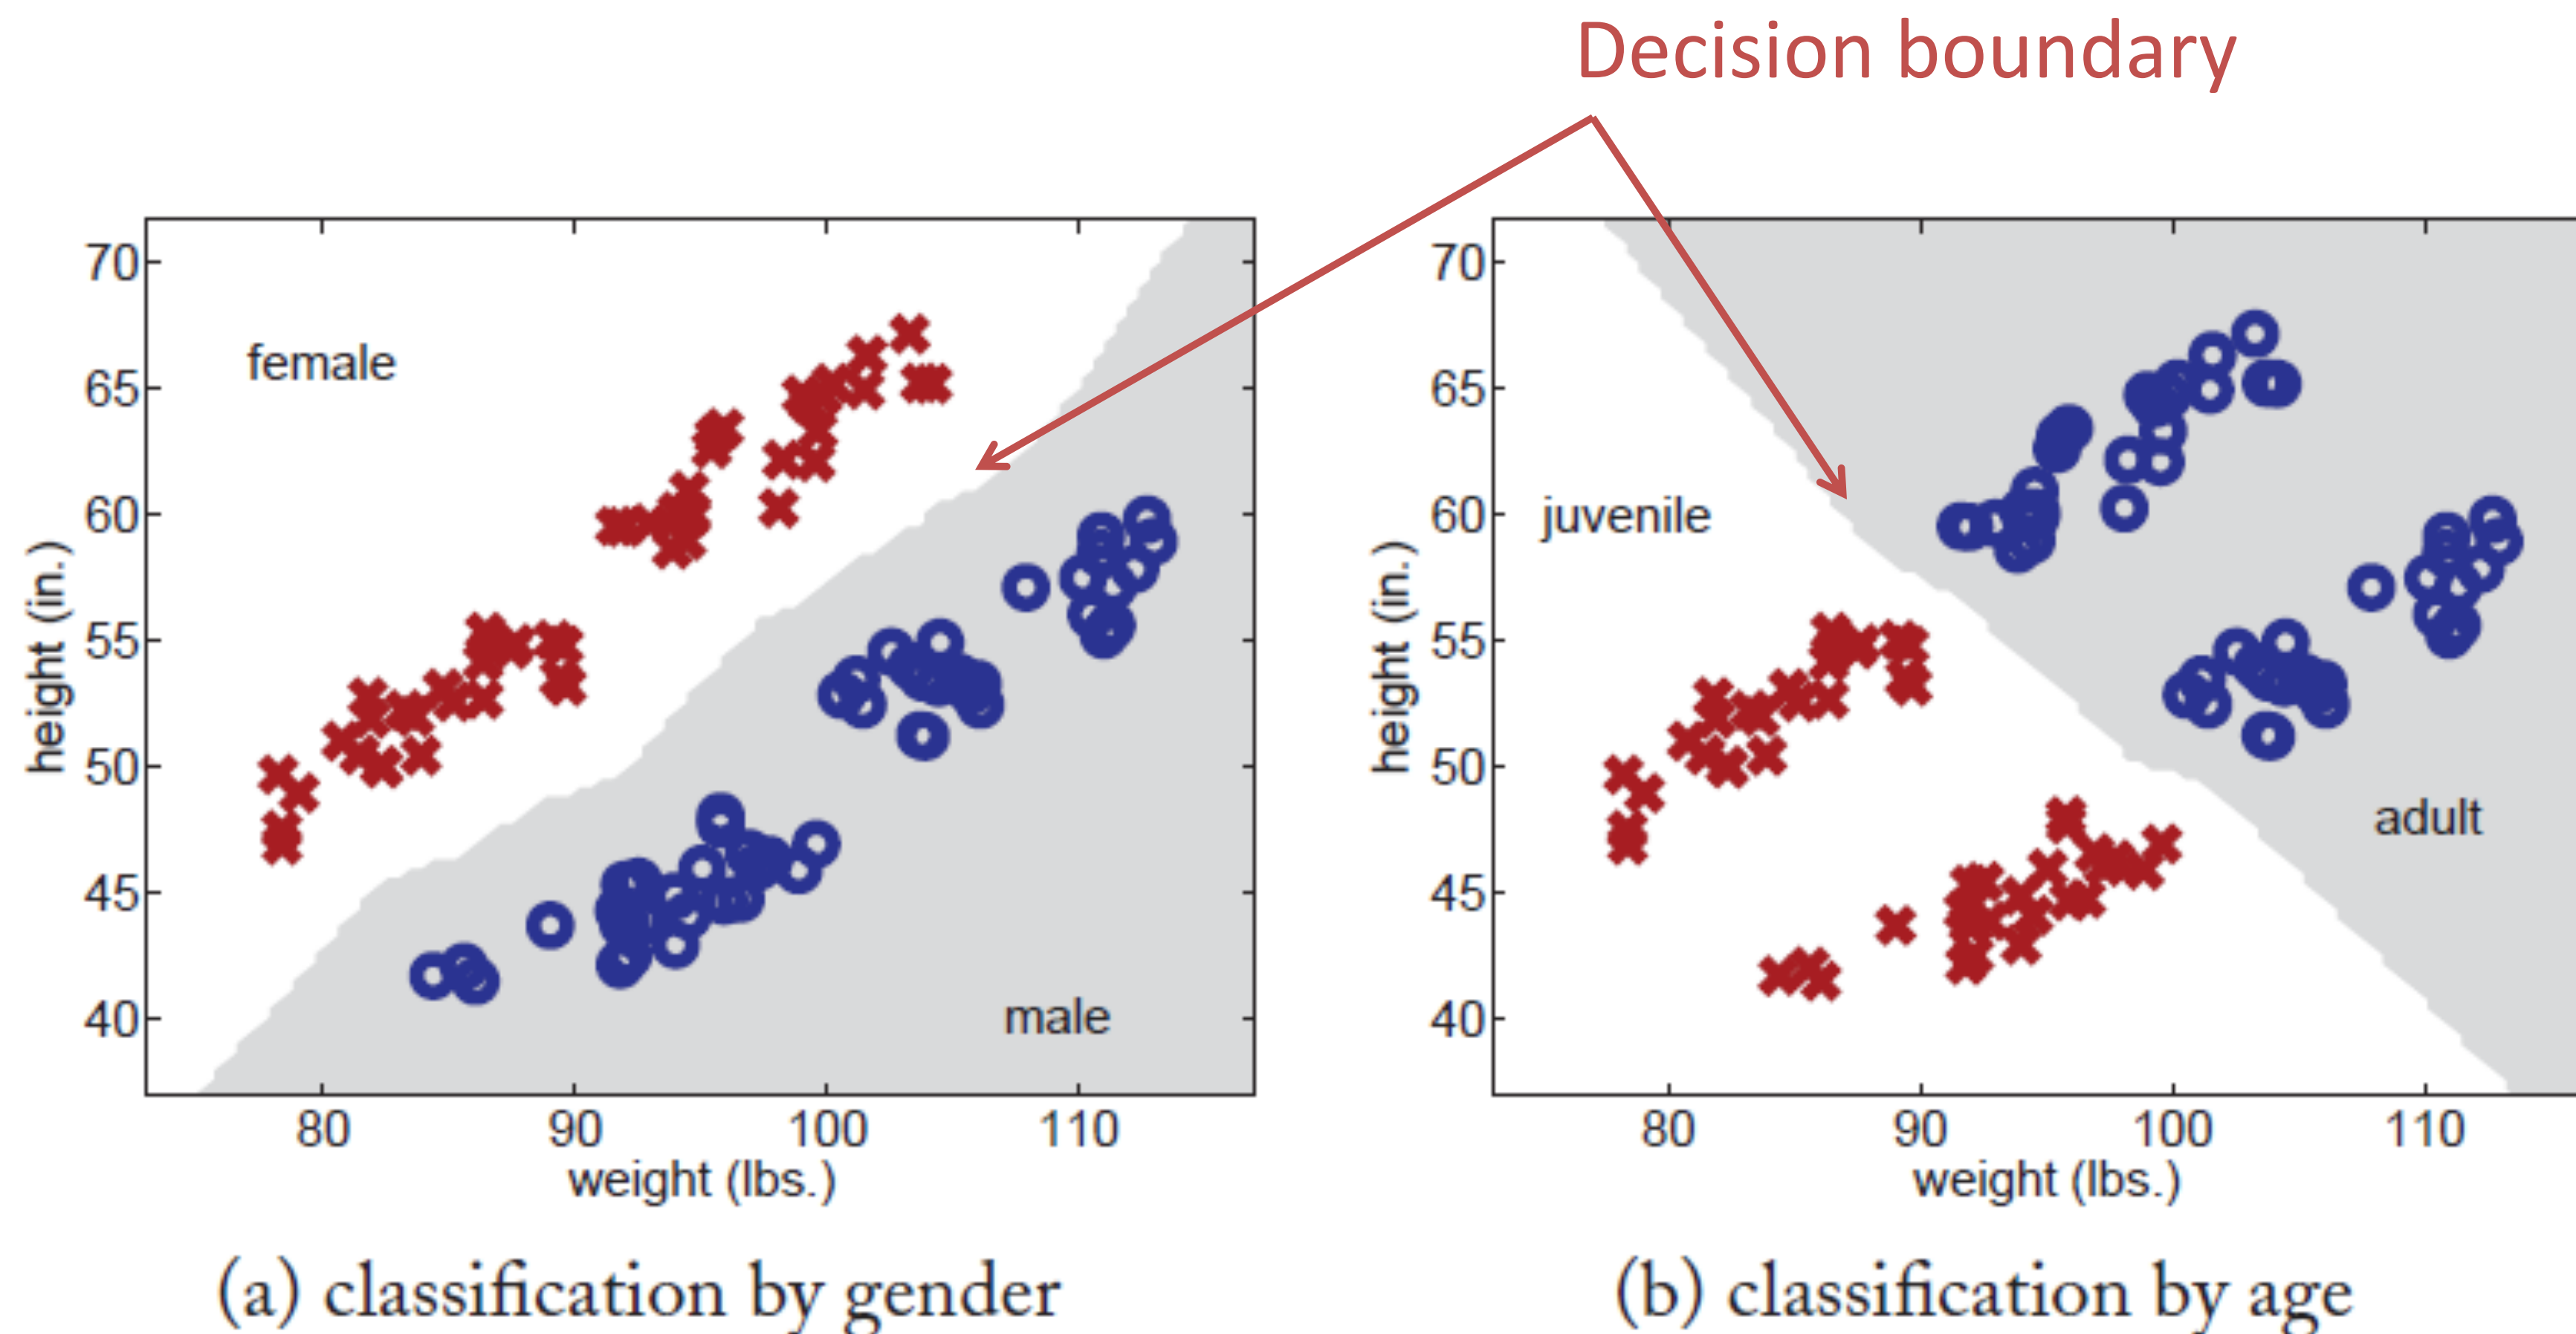 Decision boundary
70
65
60
55
50
45
40
height (in.)
female
male
80 90 100 110
weight (lbs.)
(a) classification by gender
70
65
60
55
50
45
40
height (in.)
juvenile
adult
80 90 100 110
weight (lbs.)
(b) classification by age